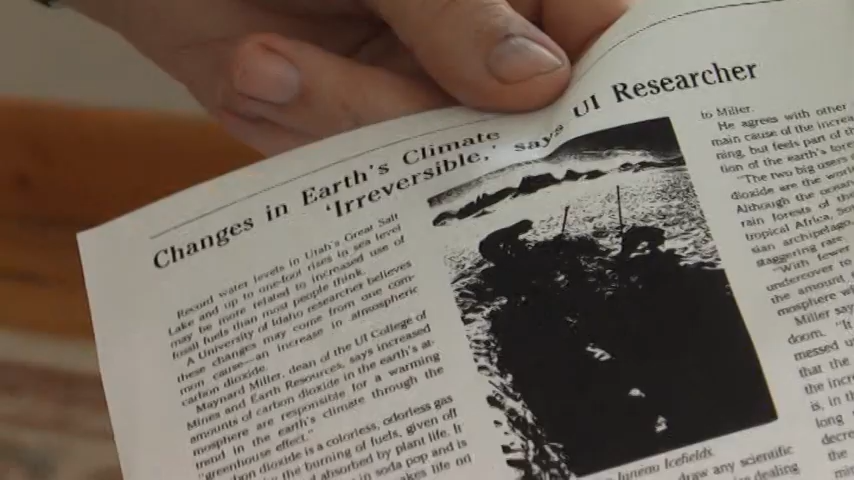 Changes in Earth's Climate
'Irreversible,' says UI Researcher
Record water levels in Utah's Great Salt
Lake and up to one-foot rises in sea level
may be more related to increased use of
fossil fuels than most people think.
A University of Idaho researcher believes
these changes may come from one com-
mon cause—an increase in atmospheric
carbon dioxide.
Maynard Miller, dean of the UI College of
Mines and Earth Resources, says increased
amounts of carbon dioxide in the earth's at-
mosphere are responsible for a warming
trend in the earth's climate through the
"greenhouse effect."
dioxide is a colorless, odorless gas
the burning of fuels, given off
absorbed by plant life. It
in soda pop and is
makes life on
Juneau Icefields.
draw any scientific
dealing
to Miller.
He agrees with other
main cause of the increa
ning, but feels part of th
tion of the earth's fore
"The two big users o
dioxide are the world
Although the ocean
rain forests of the
tropical Africa, So
sian archipelago
staggering rate.
"With fewer
undercover to
the amount
mosphere wi
Miller say
doom. "It
messed u
that the
the incr
is, in th
cord
decre
the
mi